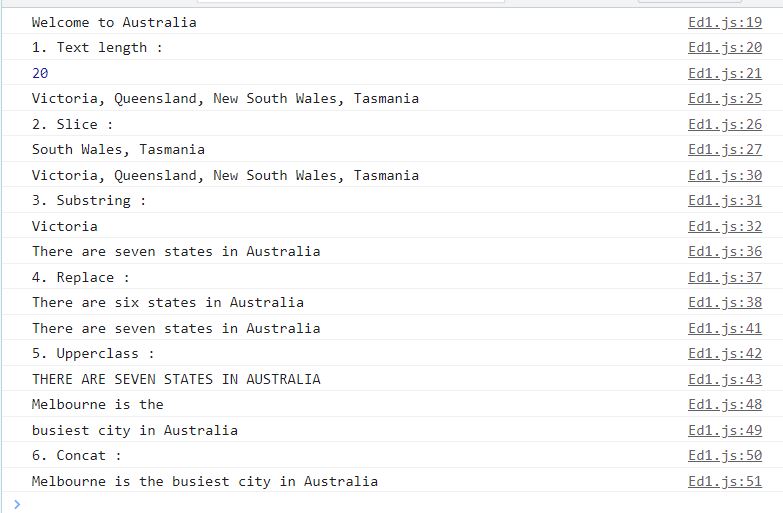 Welcome to Australia Ed1.js:19
1. Text length : Ed1.js:20
20 Ed1.js:21
Victoria, Queensland, New South Wales, Tasmania Ed1.js:25
2. Slice : Ed1.js:26
South Wales, Tasmania Ed1.js:27
Victoria, Queensland, New South Wales, Tasmania Ed1.js:30
3. Substring : Ed1.js:31
Victoria Ed1.js:32
There are seven states in Australia Ed1.js:36
4. Replace : Ed1.js:37
There are six states in Australia Ed1.js:38
There are seven states in Australia Ed1.js:41
5. Upperclass : Ed1.js:42
THERE ARE SEVEN STATES IN AUSTRALIA Ed1.js:43
Melbourne is the Ed1.js:48
busiest city in Australia Ed1.js:49
6. Concat : Ed1.js:50
Melbourne is the busiest city in Australia Ed1.js:51